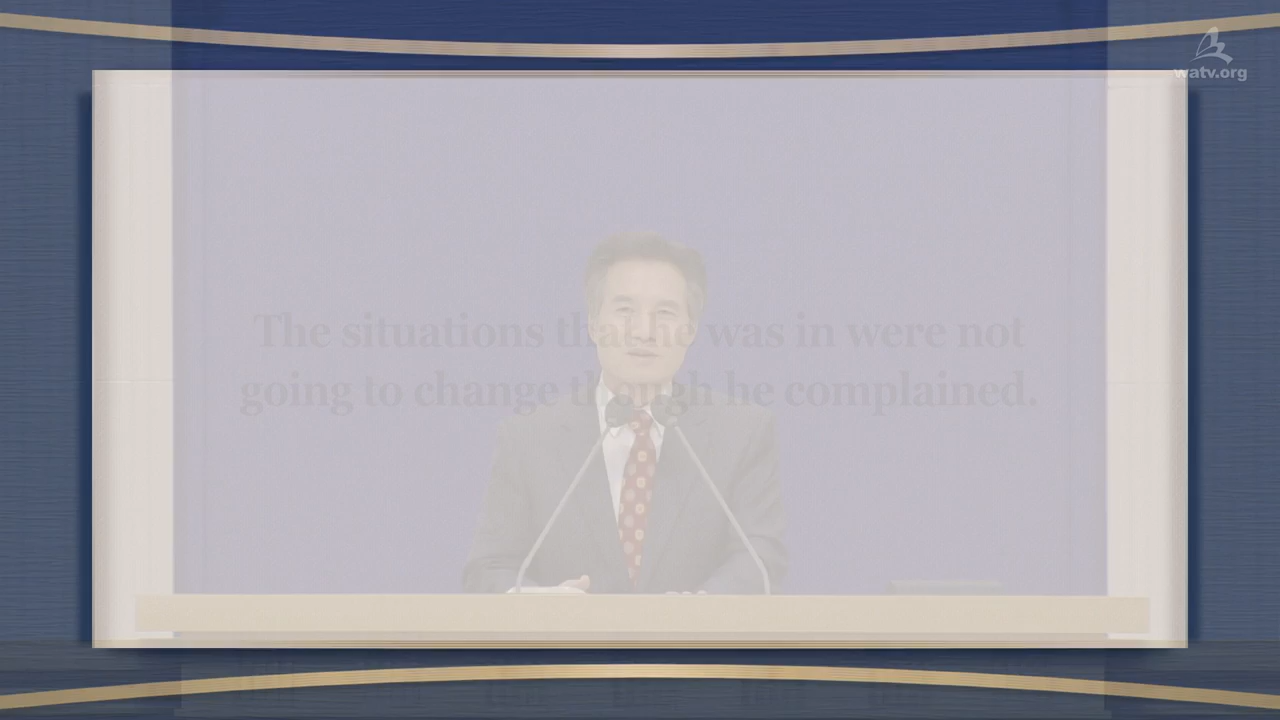 watv.org
The situations that he was in were not
going to change though he complained.